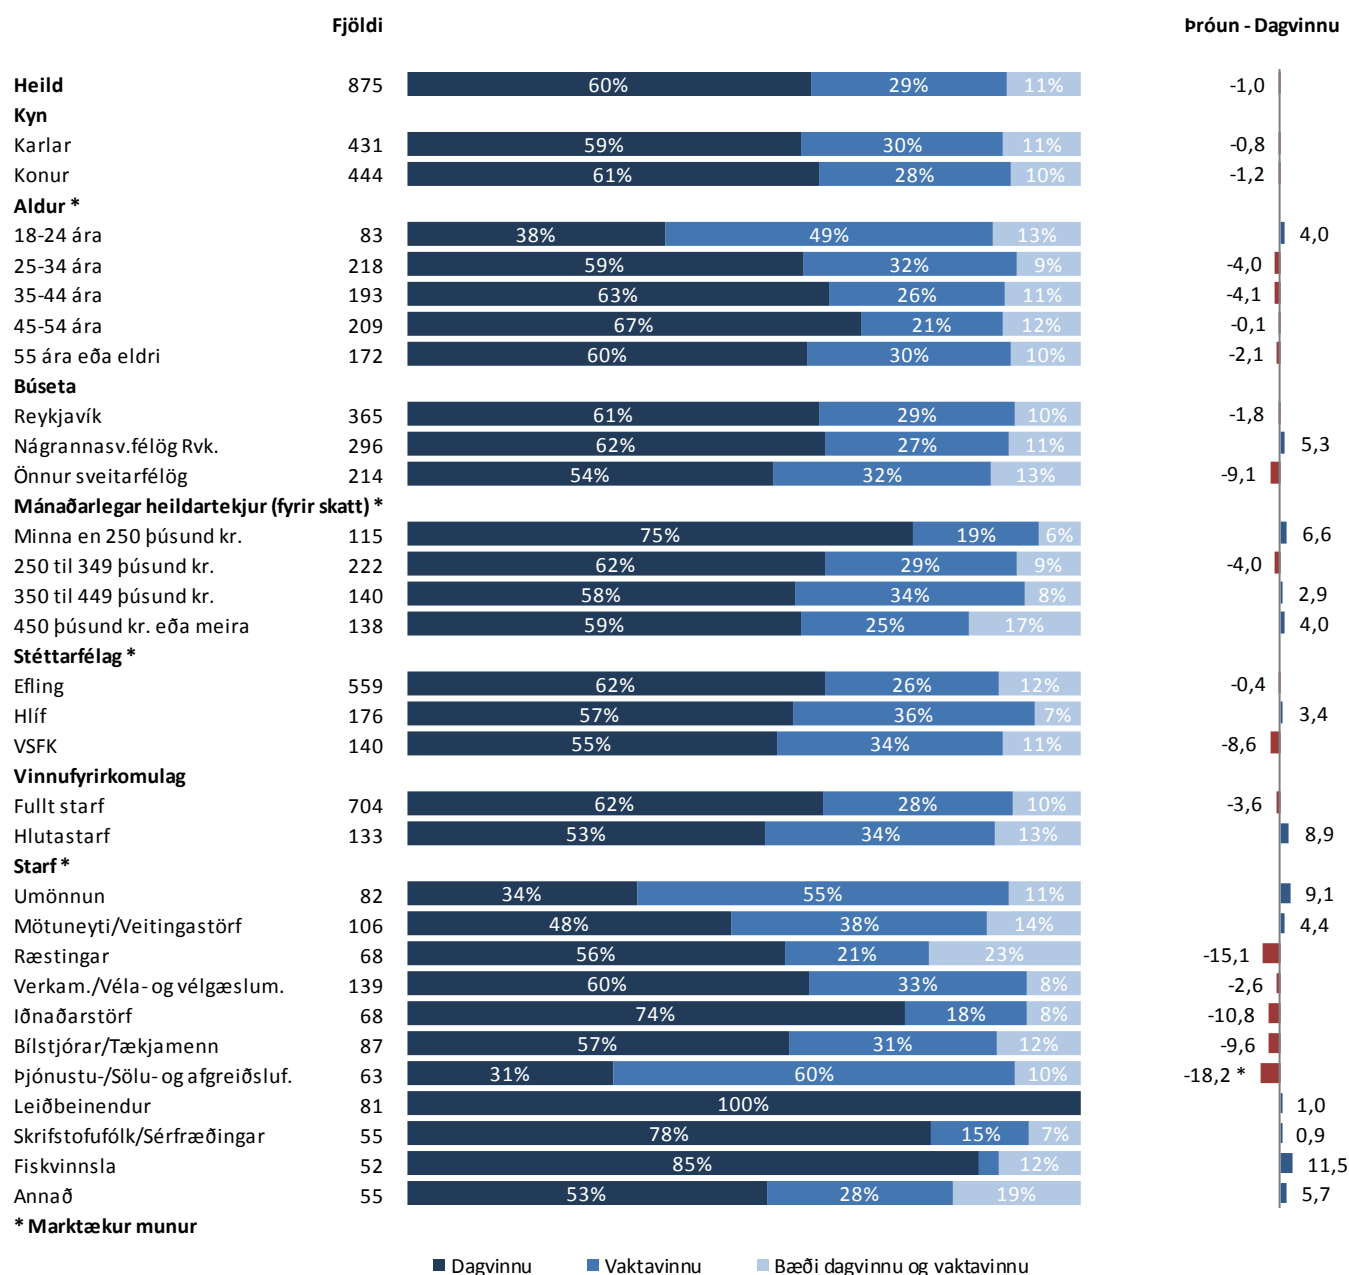 Fjöldi Þróun - Dagvinnu
Heild 875 60% 29% 11% -1,0
Kyn
Karlar 431 59% 30% 11% -0,8
Konur 444 61% 28% 10% -1,2
Aldur *
18-24 ára 83 38% 49% 13% 4,0
25-34 ára 218 59% 32% 9% -4,0
35-44 ára 193 63% 26% 11% -4,1
45-54 ára 209 67% 21% 12% -0,1
55 ára eða eldri 172 60% 30% 10% -2,1
Búseta
Reykjavík 365 61% 29% 10% -1,8
Nágrannasv.félög Rvk. 296 62% 27% 11% 5,3
Önnur sveitarfélög 214 54% 32% 13% -9,1
Mánaðarlegar heildartekjur (fyrir skatt) *
Minna en 250 þúsund kr. 115 75% 19% 6% 6,6
250 til 349 þúsund kr. 222 62% 29% 9% -4,0
350 til 449 þúsund kr. 140 58% 34% 8% 2,9
450 þúsund kr. eða meira 138 59% 25% 17% 4,0
Stéttarfélag *
Efling 559 62% 26% 12% -0,4
Hlíf 176 57% 36% 7% 3,4
VSFK 140 55% 34% 11% -8,6
Vinnufyrirkomulag
Fullt starf 704 62% 28% 10% -3,6
Hlutastarf 133 53% 34% 13% 8,9
Starf *
Umönnun 82 34% 55% 11% 9,1
Mötuneyti/Veitingastörf 106 48% 38% 14% 4,4
Ræstingar 68 56% 21% 23% -15,1
Verkam./Véla- og vélgæslum. 139 60% 33% 8% -2,6
Iðnaðarstörf 68 74% 18% 8% -10,8
Bílstjórar/Tækjamenn 87 57% 31% 12% -9,6
Þjónustu-/Sölu- og afgreiðsluf. 63 31% 60% 10% -18,2 *
Leiðbeinendur 81 100% 1,0
Skrifstofufólk/Sérfræðingar 55 78% 15% 7% 0,9
Fiskvinnsla 52 85% 12% 11,5
Annað 55 53% 28% 19% 5,7
* Marktækur munur
Dagvinnu Vaktavinnu Bæði dagvinnu og vaktavinnu